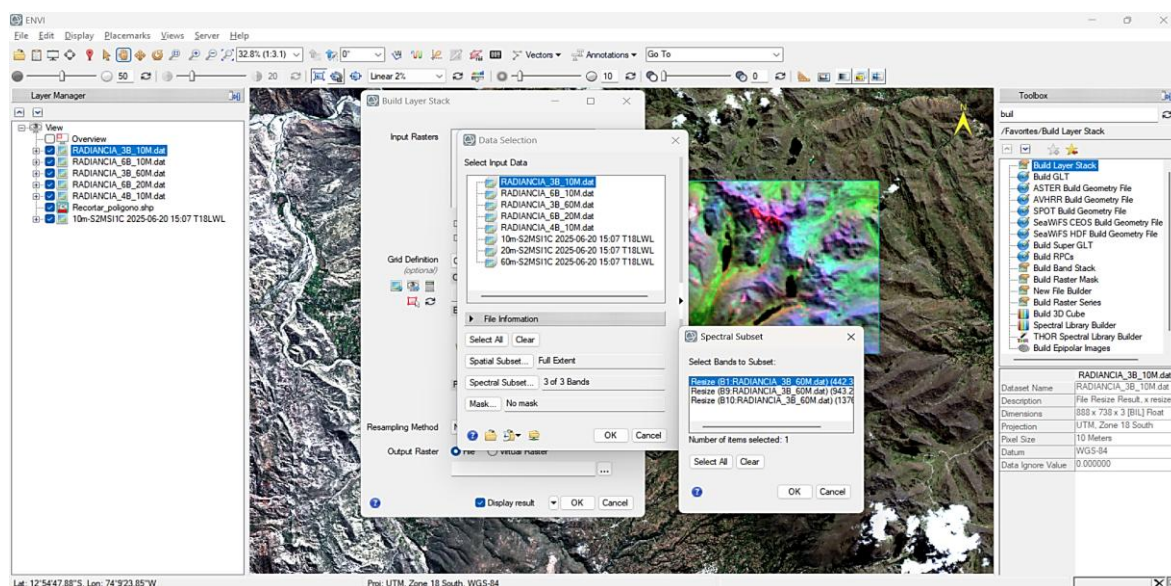 ENVI
File Edit Display Placemarks Views Server Help
32.8% (1:3.1) 0° Vectors Annotations Go To
50 20 Linear 2% 10 0
Layer Manager
View
Overview
RADIANCIA_3B_10M.dat
RADIANCIA_6B_10M.dat
RADIANCIA_3B_60M.dat
RADIANCIA_6B_20M.dat
RADIANCIA_4B_10M.dat
Recortar_poligono.shp
10m-S2MSI1C 2025-06-20 15:07 T18LWL
Build Layer Stack
Input Rasters
Grid Definition
(optional)
Resampling Method
Output Raster
File Virtual Raster
...
Display result OK Cancel
Data Selection
Select Input Data
RADIANCIA_3B_10M.dat
RADIANCIA_6B_10M.dat
RADIANCIA_3B_60M.dat
RADIANCIA_6B_20M.dat
RADIANCIA_4B_10M.dat
10m-S2MSI1C 2025-06-20 15:07 T18LWL
20m-S2MSI1C 2025-06-20 15:07 T18LWL
60m-S2MSI1C 2025-06-20 15:07 T18LWL
File Information
Select All Clear
Spatial Subset... Full Extent
Spectral Subset... 3 of 3 Bands
Mask... No mask
OK Cancel
Spectral Subset
Select Bands to Subset:
Resize (B1:RADIANCIA_3B_60M.dat) (442.3
Resize (B9:RADIANCIA_3B_60M.dat) (943.2
Resize (B10:RADIANCIA_3B_60M.dat) (1376
Number of items selected: 1
Select All Clear
OK Cancel
N
Toolbox
buil
/Favorites/Build Layer Stack
Build Layer Stack
Build GLT
ASTER Build Geometry File
AVHRR Build Geometry File
SPOT Build Geometry File
SeaWiFS CEOS Build Geometry File
SeaWiFS HDF Build Geometry File
Build Super GLT
Build RPCs
Build Band Stack
Build Raster Mask
New File Builder
Build Raster Series
Build 3D Cube
Spectral Library Builder
THOR Spectral Library Builder
Build Epipolar Images
RADIANCIA_3B_10M.dat
Dataset Name RADIANCIA_3B_10M.dat
Description File Resize Result, x resize
Dimensions 888 x 738 x 3 [BIL] Float
Projection UTM, Zone 18 South
Pixel Size 10 Meters
Datum WGS-84
Data Ignore Value 0.000000
Lat: 12°54'47.88"S, Lon: 74°9'23.85"W Proj: UTM, Zone 18 South, WGS-84